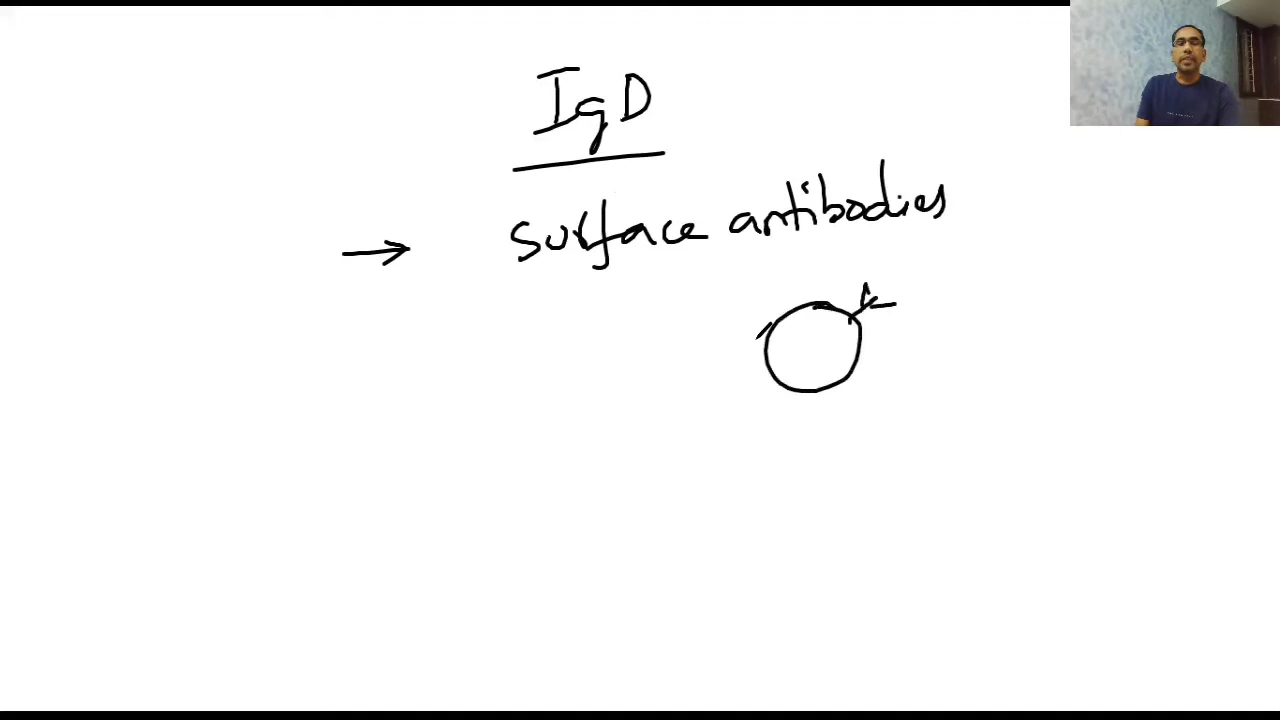 IgD
→ surface antibodies